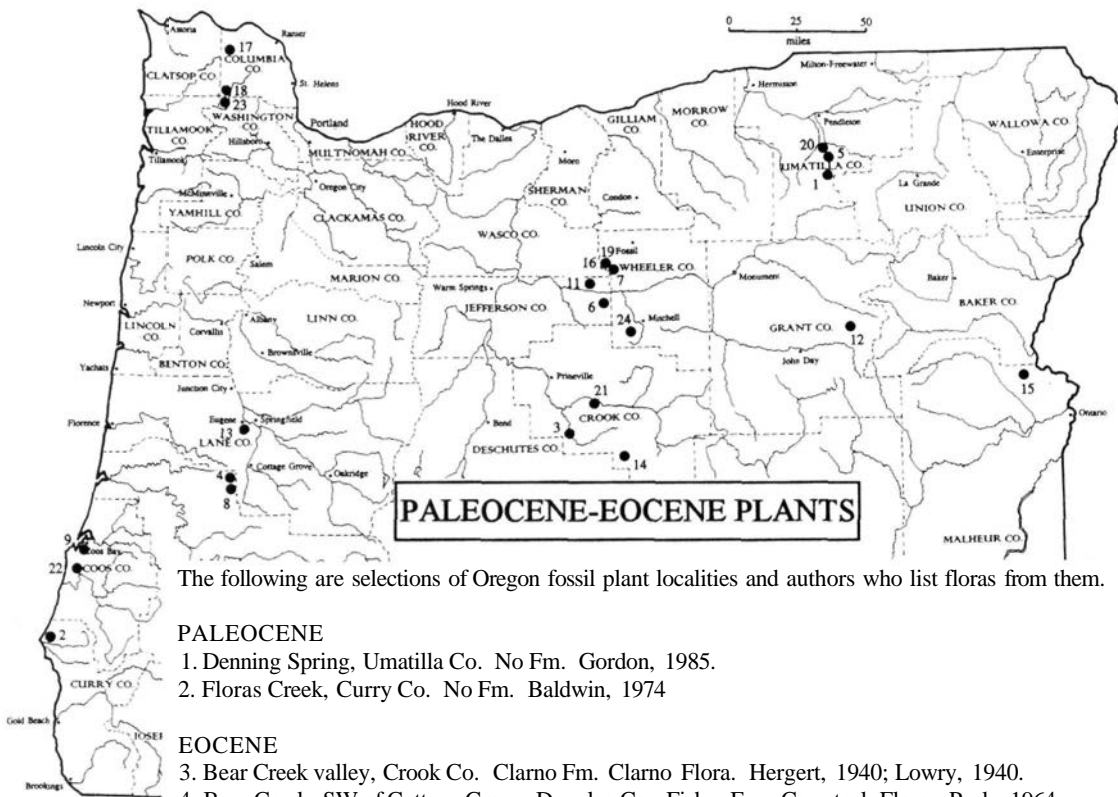 Astoria
Ranier
17
COLUMBIA CO.
CLATSOP CO.
18
St. Helens
23
WASHINGTON CO.
TILLAMOOK CO.
Portland
Hillsboro
Tillamook
MULTNOMAH CO.
Hood River
HOOD RIVER CO.
The Dalles
0 25 50
miles
Milton-Freewater
Hermiston
MORROW CO.
GILLIAM CO.
Pendleton
20
5
UMATILLA CO.
1
WALLOWA CO.
Enterprise
La Grande
UNION CO.
Moro
SHERMAN CO.
Condon
McMinnville
YAMHILL CO.
Oregon City
CLACKAMAS CO.
WASCO CO.
Lincoln City
POLK CO.
Salem
MARION CO.
19
Fossil
16
WHEELER CO.
7
11
Warm Springs
JEFFERSON CO.
6
24
Mitchell
Monument
Baker
BAKER CO.
GRANT CO.
12
John Day
15
Ontario
Newport
LINCOLN CO.
Corvallis
Albany
LINN CO.
Brownsville
BENTON CO.
Yachats
Junction City
Prineville
21
CROOK CO.
3
Bend
DESCHUTES CO.
14
Florence
Eugene
Springfield
13
LANE CO.
4
Cottage Grove
Oakridge
8
PALEOCENE-EOCENE PLANTS
MALHEUR CO.
9
Coos Bay
22
COOS CO.
2
CURRY CO.
Gold Beach
JOSEP
Brookings
The following are selections of Oregon fossil plant localities and authors who list floras from them.
PALEOCENE
1. Denning Spring, Umatilla Co. No Fm. Gordon, 1985.
2. Floras Creek, Curry Co. No Fm. Baldwin, 1974
EOCENE
3. Bear Creek valley, Crook Co. Clarno Fm. Clarno Flora. Hergert, 1940; Lowry, 1940.